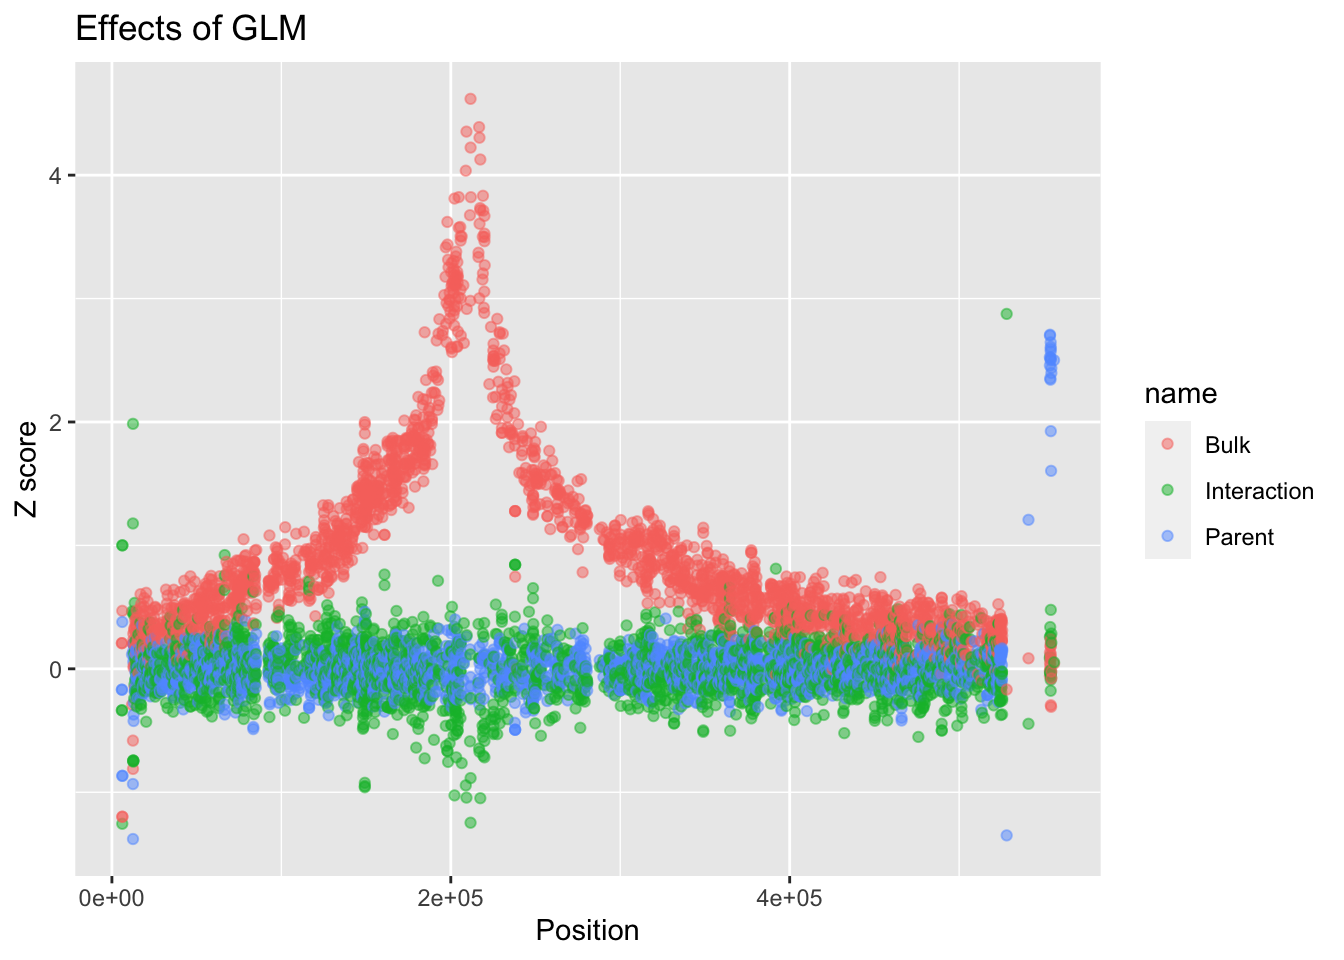 Effects of GLM
4
2
0
Z score
0e+00
2e+05
4e+05
Position
name
Bulk
Interaction
Parent